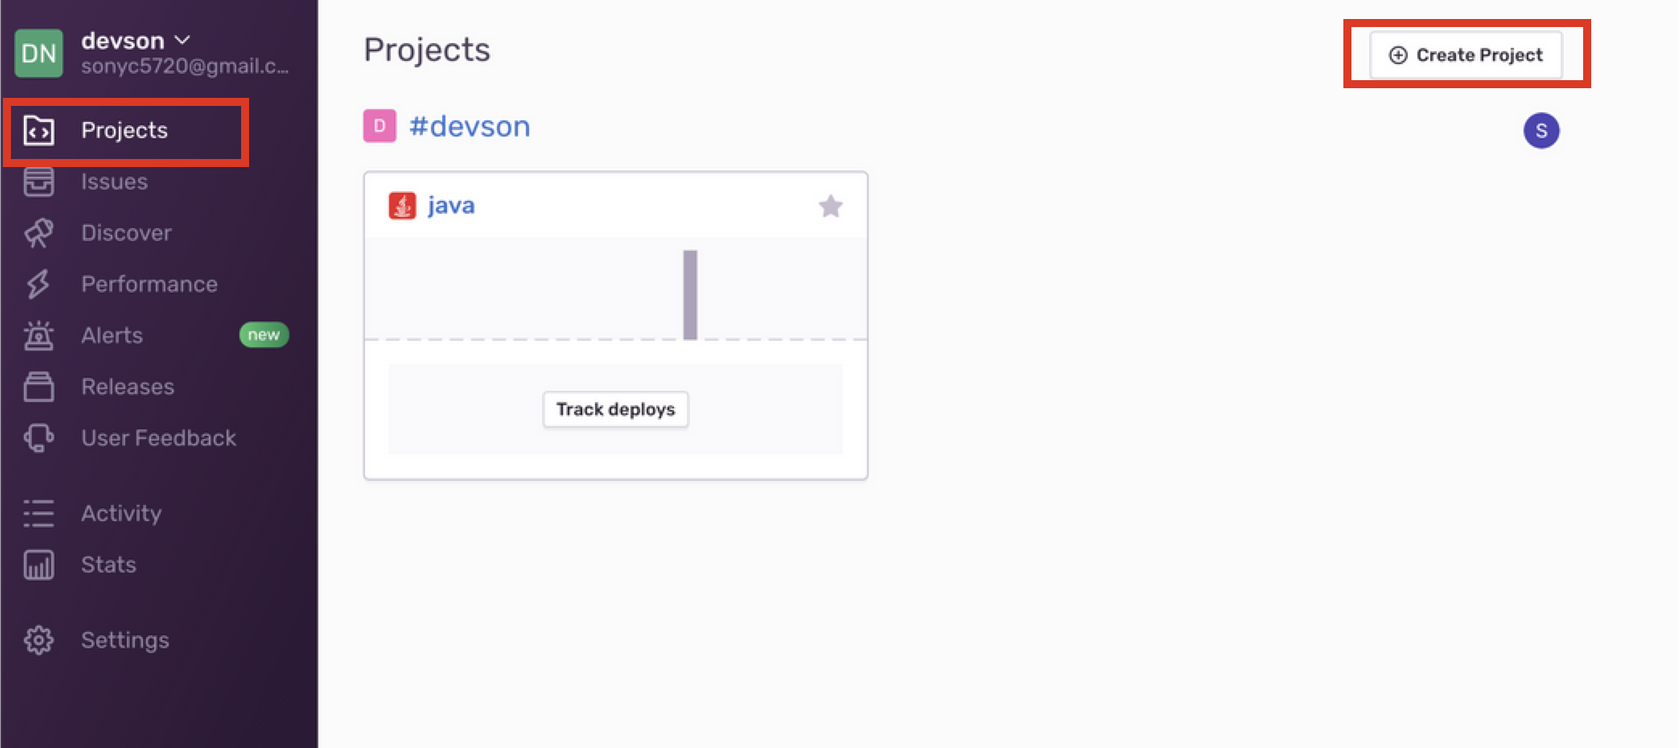 DN
devson
sonyc5720@gmail.c...
Projects
Issues
Discover
Performance
Alerts new
Releases
User Feedback
Activity
Stats
Settings
Projects
Create Project
D #devson
S
java
Track deploys